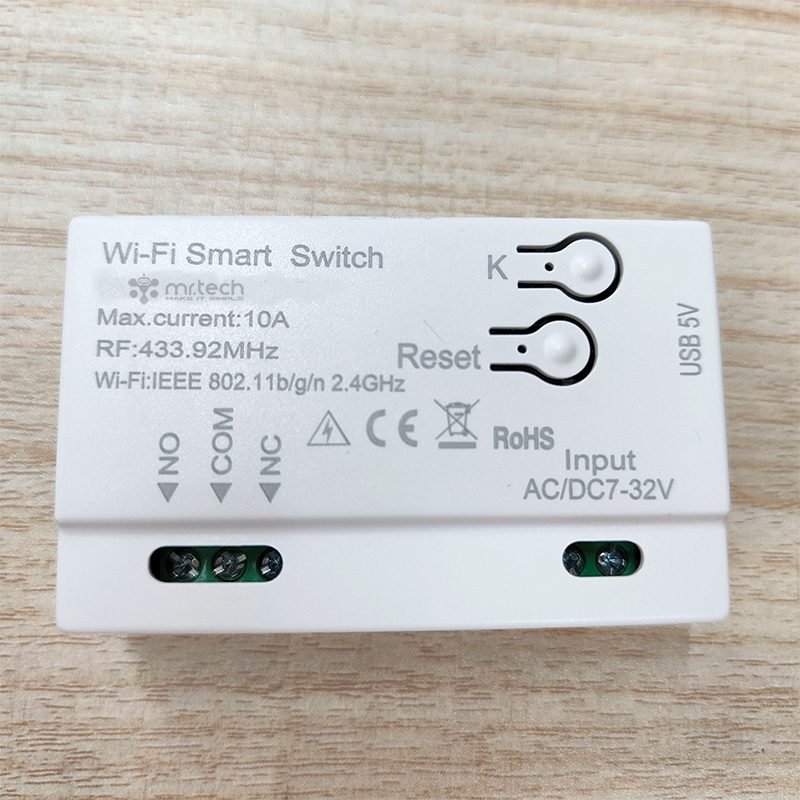 Wi-Fi Smart Switch
K
mr.tech
MAKE IT SIMPLE
Max.current:10A
RF:433.92MHz
Reset
Wi-Fi:IEEE 802.11b/g/n 2.4GHz
USB 5V
NO
COM
NC
CE
RoHS
Input
AC/DC7-32V